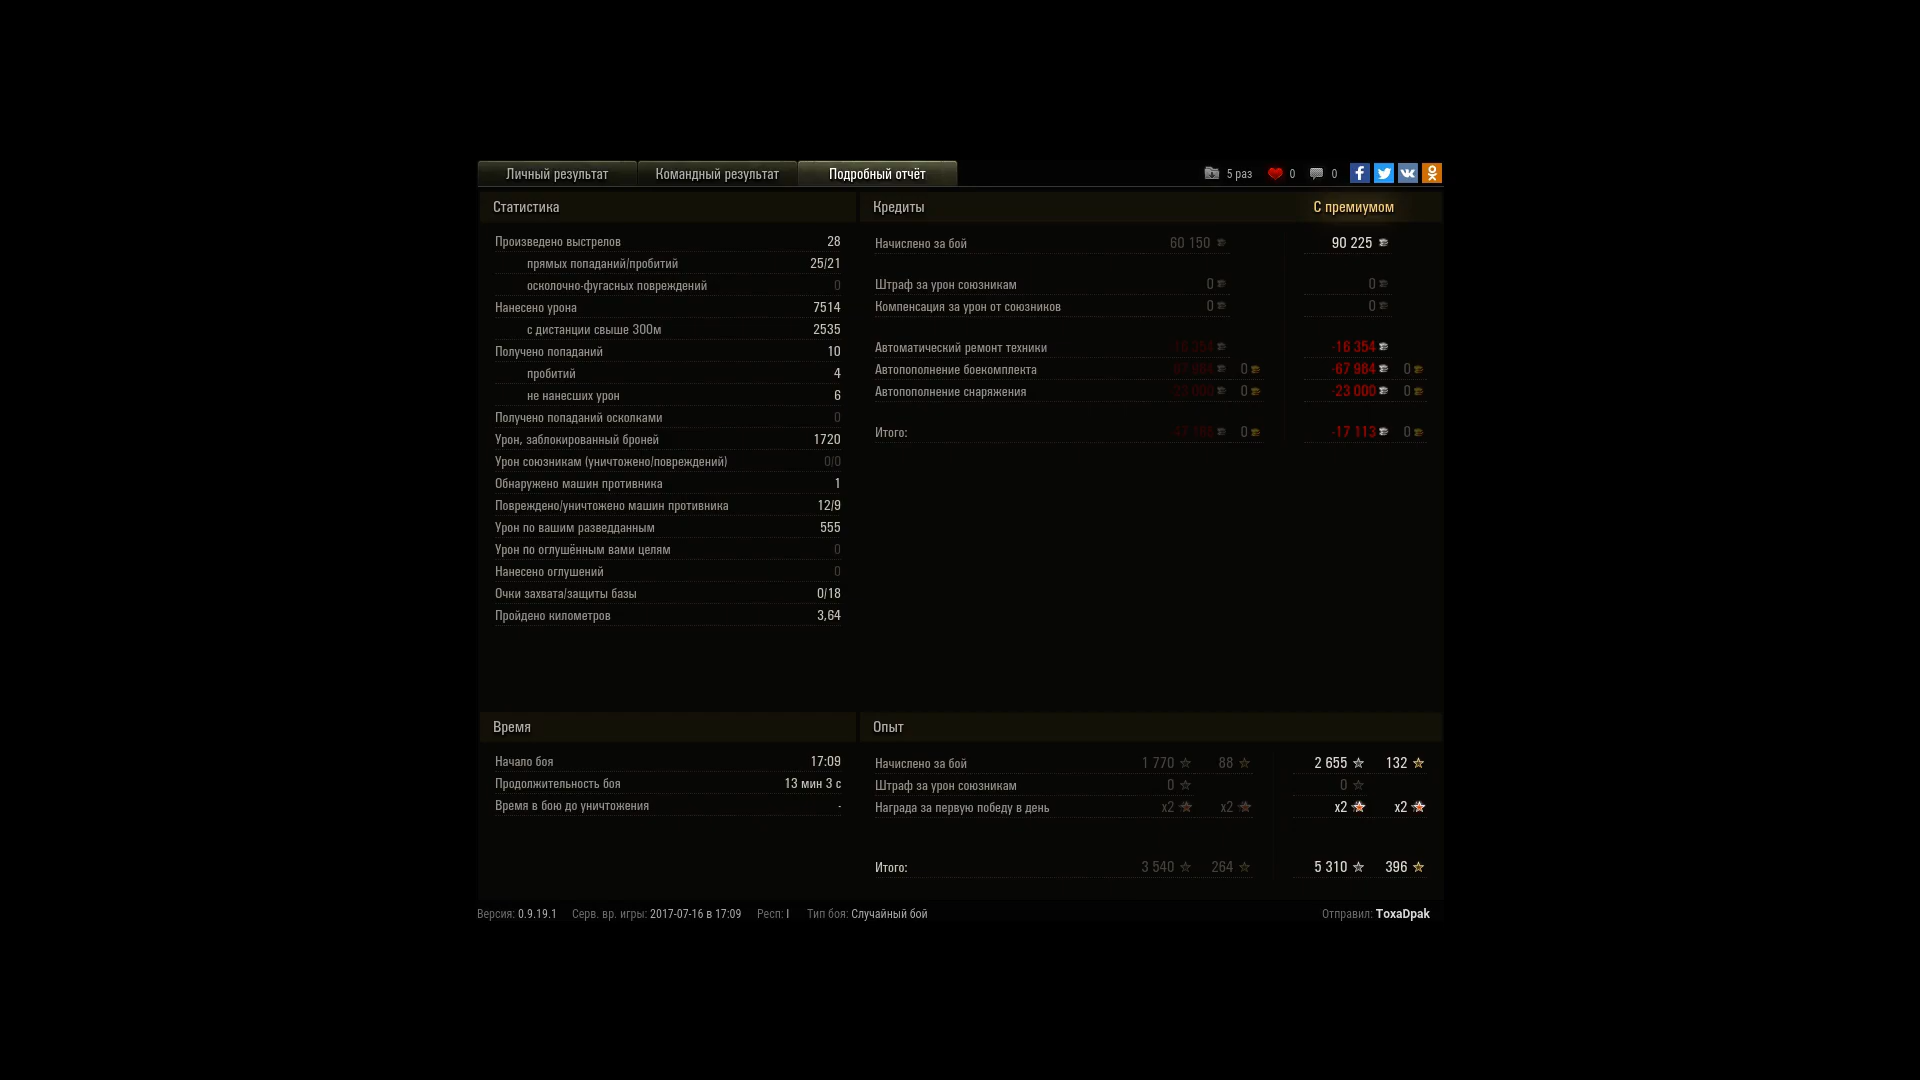 Личный результат Командный результат Подробный отчёт 5 раз 0 0
Статистика
Произведено выстрелов 28
прямых попаданий/пробитий 25/21
осколочно-фугасных повреждений 0
Нанесено урона 7514
с дистанции свыше 300м 2535
Получено попаданий 10
пробитий 4
не нанесших урон 6
Получено попаданий осколками 0
Урон, заблокированный броней 1720
Урон союзникам (уничтожено/повреждений) 0/0
Обнаружено машин противника 1
Повреждено/уничтожено машин противника 12/9
Урон по вашим разведданным 555
Урон по оглушённым вами целям 0
Нанесено оглушений 0
Очки захвата/защиты базы 0/18
Пройдено километров 3,64
Кредиты С премиумом
Начислено за бой 60 150 90 225
Штраф за урон союзникам 0 0
Компенсация за урон от союзников 0 0
Автоматический ремонт техники -16 354 -16 354
Автопополнение боекомплекта -67 984 0 -67 984 0
Автопополнение снаряжения -23 000 0 -23 000 0
Итого: 0 -17 113 0
Время
Начало боя 17:09
Продолжительность боя 13 мин 3 с
Время в бою до уничтожения -
Опыт
Начислено за бой 1 770 88 2 655 132
Штраф за урон союзникам 0 0
Награда за первую победу в день x2 x2 x2 x2
Итого: 3 540 264 5 310 396
Версия: 0.9.19.1 Серв. вр. игры: 2017-07-16 в 17:09 Респ: I Тип боя: Случайный бой Отправил: ToxaDpak